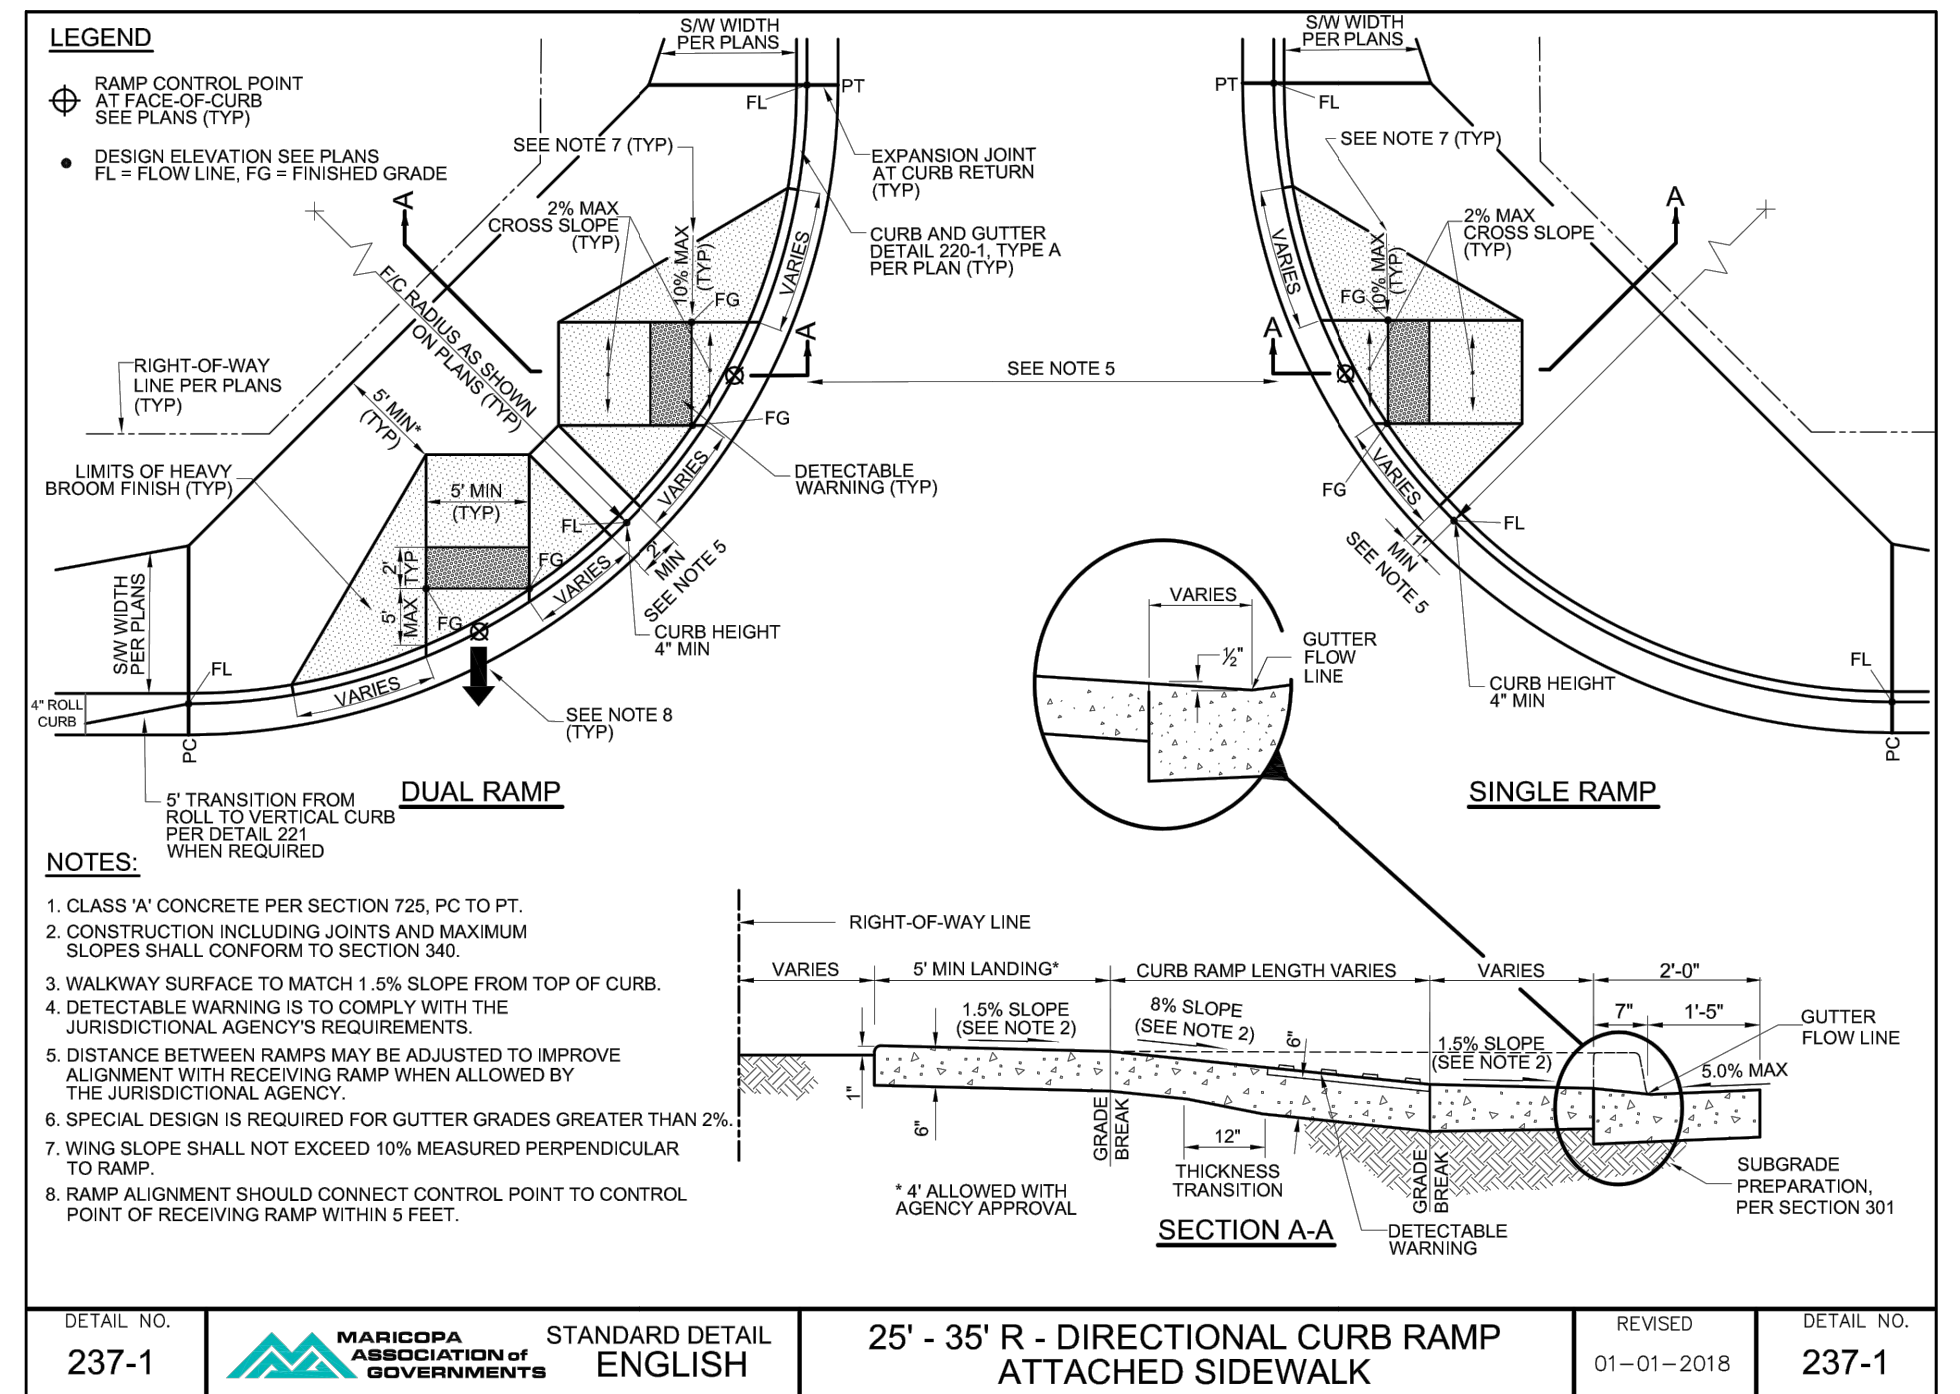 LEGEND
RAMP CONTROL POINT
AT FACE-OF-CURB
SEE PLANS (TYP)
DESIGN ELEVATION SEE PLANS
FL = FLOW LINE, FG = FINISHED GRADE
S/W WIDTH
PER PLANS
PT
FL
SEE NOTE 7 (TYP)
EXPANSION JOINT
AT CURB RETURN
(TYP)
A
2% MAX
CROSS SLOPE
(TYP)
10% MAX
(TYP)
VARIES
CURB AND GUTTER
DETAIL 220-1, TYPE A
PER PLAN (TYP)
FG
F/C RADIUS AS SHOWN
ON PLANS (TYP)
A
RIGHT-OF-WAY
LINE PER PLANS
(TYP)
5' MIN*
(TYP)
FG
LIMITS OF HEAVY
BROOM FINISH (TYP)
5' MIN
(TYP)
VARIES
DETECTABLE
WARNING (TYP)
FL
2'
TYP
FG
2'
MIN
SEE NOTE 5
VARIES
5'
MAX
FG
CURB HEIGHT
4" MIN
S/W WIDTH
PER PLANS
FL
VARIES
4" ROLL
CURB
SEE NOTE 8
(TYP)
PC
5' TRANSITION FROM
ROLL TO VERTICAL CURB
PER DETAIL 221
WHEN REQUIRED
DUAL RAMP
SEE NOTE 5
S/W WIDTH
PER PLANS
PT
FL
SEE NOTE 7 (TYP)
A
2% MAX
CROSS SLOPE
(TYP)
VARIES
10% MAX
(TYP)
FG
A
VARIES
FG
FL
1'
MIN
SEE NOTE 5
CURB HEIGHT
4" MIN
FL
PC
SINGLE RAMP
VARIES
½"
GUTTER
FLOW
LINE
NOTES:
1. CLASS 'A' CONCRETE PER SECTION 725, PC TO PT.
2. CONSTRUCTION INCLUDING JOINTS AND MAXIMUM
SLOPES SHALL CONFORM TO SECTION 340.
3. WALKWAY SURFACE TO MATCH 1.5% SLOPE FROM TOP OF CURB.
4. DETECTABLE WARNING IS TO COMPLY WITH THE
JURISDICTIONAL AGENCY'S REQUIREMENTS.
5. DISTANCE BETWEEN RAMPS MAY BE ADJUSTED TO IMPROVE
ALIGNMENT WITH RECEIVING RAMP WHEN ALLOWED BY
THE JURISDICTIONAL AGENCY.
6. SPECIAL DESIGN IS REQUIRED FOR GUTTER GRADES GREATER THAN 2%.
7. WING SLOPE SHALL NOT EXCEED 10% MEASURED PERPENDICULAR
TO RAMP.
8. RAMP ALIGNMENT SHOULD CONNECT CONTROL POINT TO CONTROL
POINT OF RECEIVING RAMP WITHIN 5 FEET.
RIGHT-OF-WAY LINE
VARIES
5' MIN LANDING*
CURB RAMP LENGTH VARIES
VARIES
2'-0"
1.5% SLOPE
(SEE NOTE 2)
8% SLOPE
(SEE NOTE 2)
6"
1.5% SLOPE
(SEE NOTE 2)
7"
1'-5"
GUTTER
FLOW LINE
5.0% MAX
1"
6"
GRADE
BREAK
12"
THICKNESS
TRANSITION
GRADE
BREAK
* 4' ALLOWED WITH
AGENCY APPROVAL
DETECTABLE
WARNING
SUBGRADE
PREPARATION,
PER SECTION 301
SECTION A-A
DETAIL NO.
237-1
MARICOPA
ASSOCIATION of
GOVERNMENTS
STANDARD DETAIL
ENGLISH
25' - 35' R - DIRECTIONAL CURB RAMP
ATTACHED SIDEWALK
REVISED
01-01-2018
DETAIL NO.
237-1